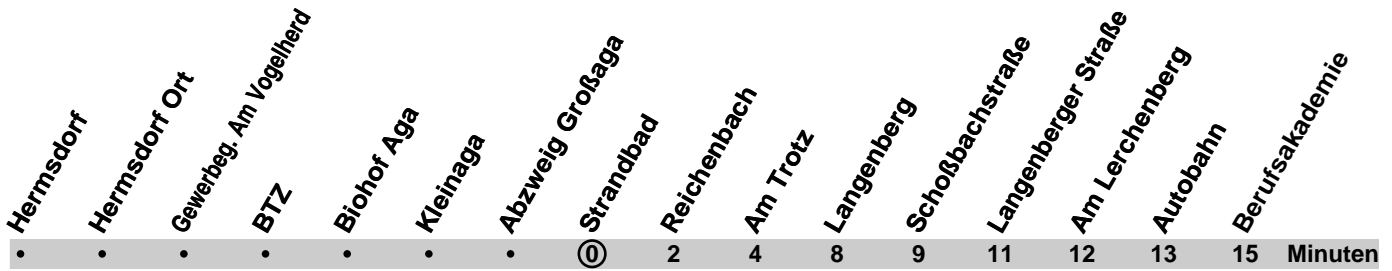 Hermsdorf
Hermsdorf Ort
Gewerbeg. Am Vogelherd
BTZ
Biohof Aga
Kleinaga
Abzweig Großaga
Strandbad
Reichenbach
Am Trotz
Langenberg
Schoßbachstraße
Langenberger Straße
Am Lerchenberg
Autobahn
Berufsakademie
• • • • • • • 0 2 4 8 9 11 12 13 15 Minuten